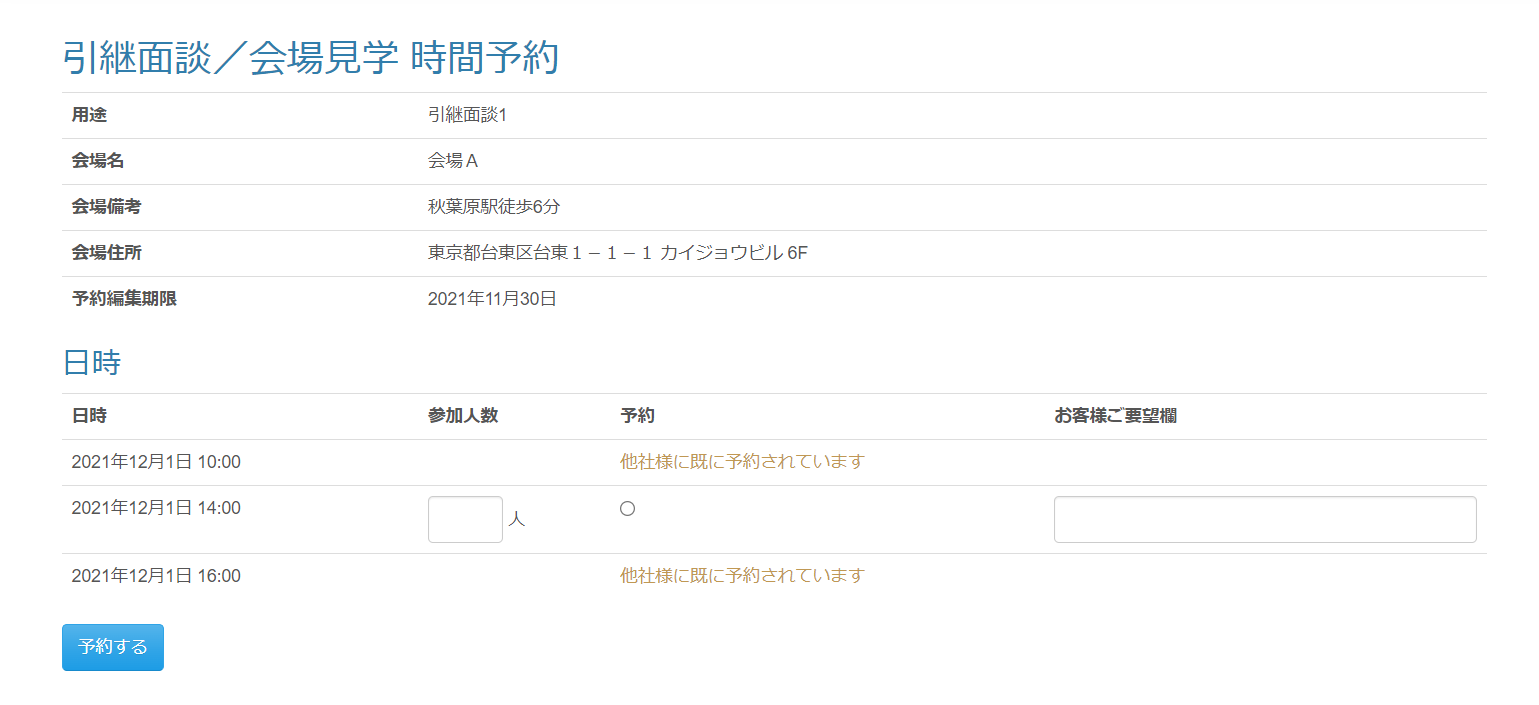 引継面談／会場見学 時間予約
用途 引継面談1
会場名 会場Ａ
会場備考 秋葉原駅徒歩6分
会場住所 東京都台東区台東１－１－１ カイジョウビル 6F
予約編集期限 2021年11月30日
日時
日時 参加人数 予約 お客様ご要望欄
2021年12月1日 10:00 他社様に既に予約されています
2021年12月1日 14:00 人
2021年12月1日 16:00 他社様に既に予約されています
予約する